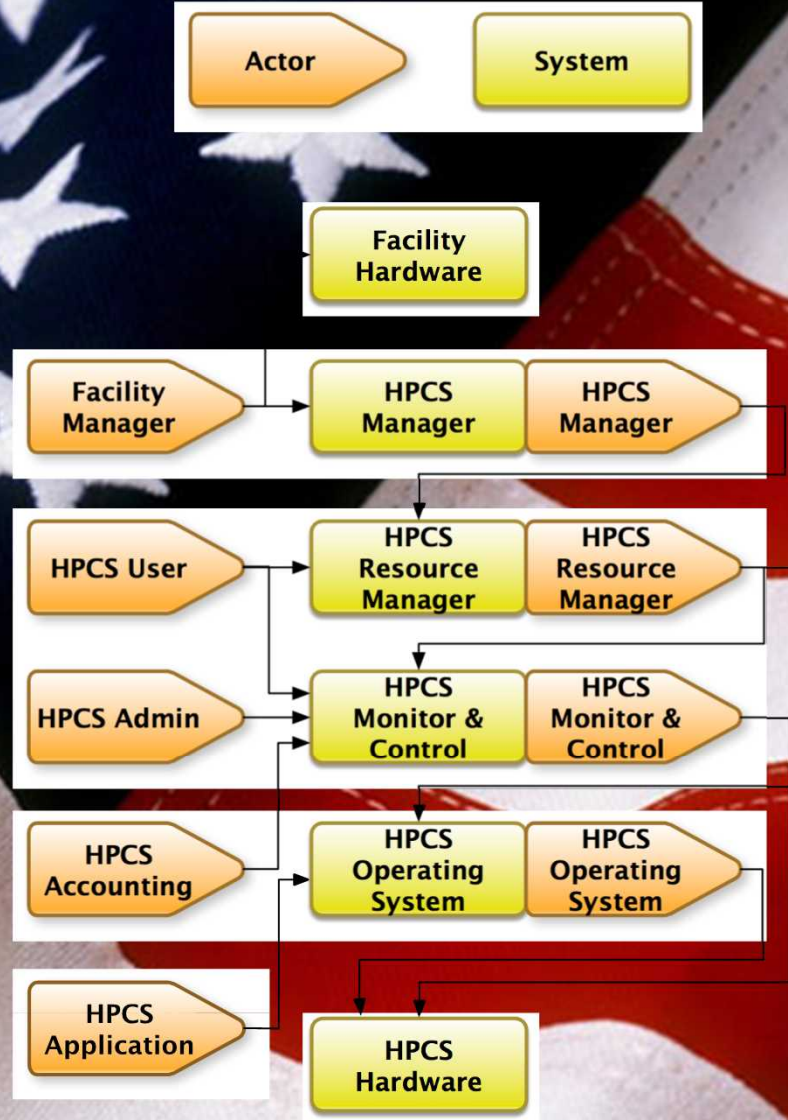 Actor
System
Facility
Hardware
Facility
Manager
HPCS
Manager
HPCS
Manager
HPCS User
HPCS
Resource
Manager
HPCS
Resource
Manager
HPCS Admin
HPCS
Monitor &
Control
HPCS
Monitor &
Control
HPCS
Accounting
HPCS
Operating
System
HPCS
Operating
System
HPCS
Application
HPCS
Hardware